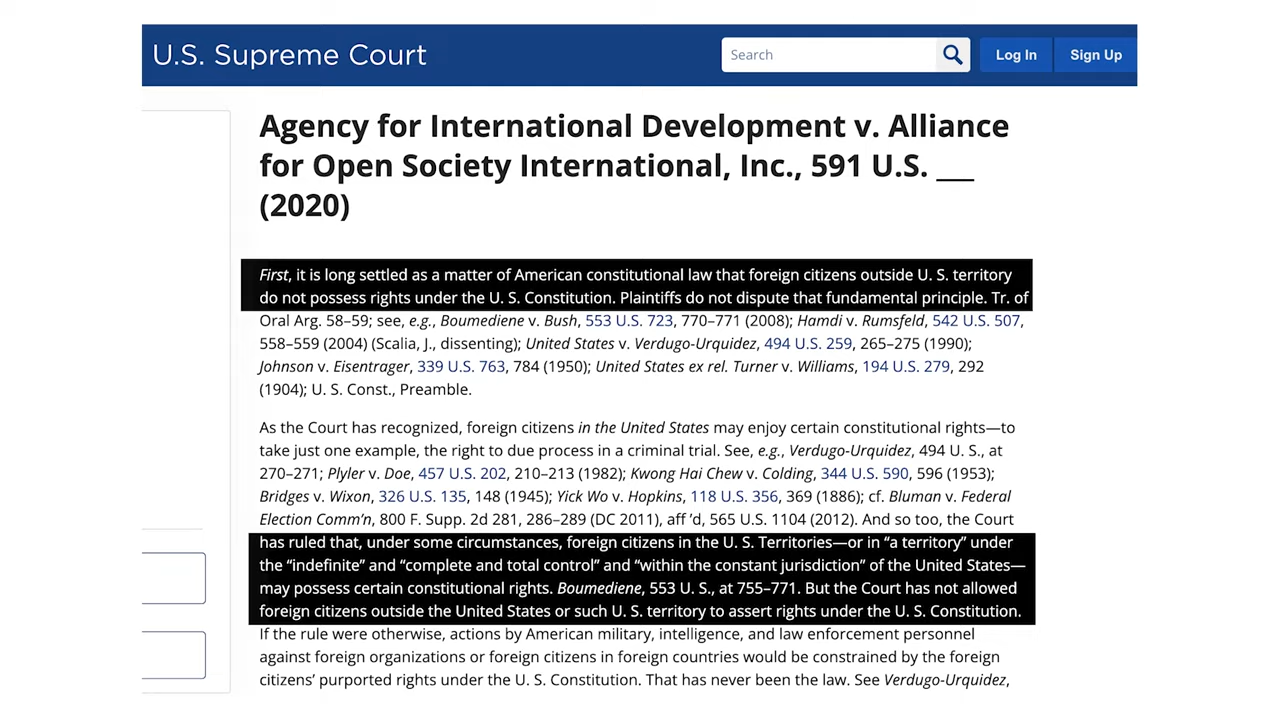 U.S. Supreme Court
Search
Log In
Sign Up
Agency for International Development v. Alliance
for Open Society International, Inc., 591 U.S. ___
(2020)
First, it is long settled as a matter of American constitutional law that foreign citizens outside U. S. territory
do not possess rights under the U. S. Constitution. Plaintiffs do not dispute that fundamental principle. Tr. of
Oral Arg. 58–59; see, e.g., Boumediene v. Bush, 553 U.S. 723, 770–771 (2008); Hamdi v. Rumsfeld, 542 U.S. 507,
558–559 (2004) (Scalia, J., dissenting); United States v. Verdugo-Urquidez, 494 U.S. 259, 265–275 (1990);
Johnson v. Eisentrager, 339 U.S. 763, 784 (1950); United States ex rel. Turner v. Williams, 194 U.S. 279, 292
(1904); U. S. Const., Preamble.
As the Court has recognized, foreign citizens in the United States may enjoy certain constitutional rights—to
take just one example, the right to due process in a criminal trial. See, e.g., Verdugo-Urquidez, 494 U.S., at
270–271; Plyler v. Doe, 457 U.S. 202, 210–213 (1982); Kwong Hai Chew v. Colding, 344 U.S. 590, 596 (1953);
Bridges v. Wixon, 326 U.S. 135, 148 (1945); Yick Wo v. Hopkins, 118 U.S. 356, 369 (1886); cf. Bluman v. Federal
Election Comm’n, 800 F. Supp. 2d 281, 286–289 (DC 2011), aff ’d, 565 U.S. 1104 (2012). And so too, the Court
has ruled that, under some circumstances, foreign citizens in the U. S. Territories—or in “a territory” under
the “indefinite” and “complete and total control” and “within the constant jurisdiction” of the United States—
may possess certain constitutional rights. Boumediene, 553 U. S., at 755–771. But the Court has not allowed
foreign citizens outside the United States or such U. S. territory to assert rights under the U. S. Constitution.
If the rule were otherwise, actions by American military, intelligence, and law enforcement personnel
against foreign organizations or foreign citizens in foreign countries would be constrained by the foreign
citizens’ purported rights under the U. S. Constitution. That has never been the law. See Verdugo-Urquidez,